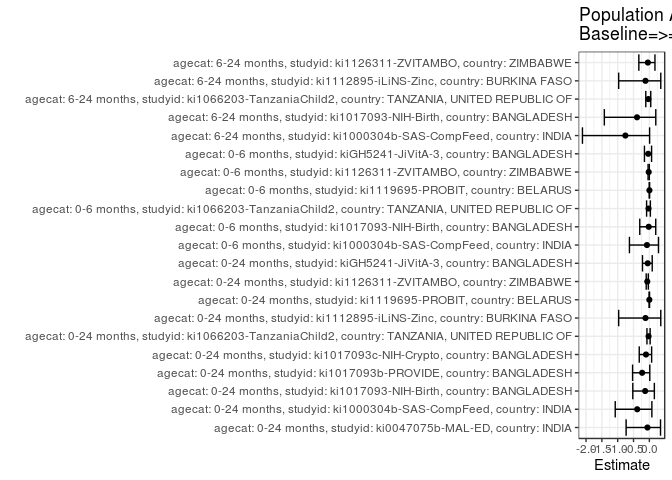 Population A
Baseline=>=
agecat: 6-24 months, studyid: ki1126311-ZVITAMBO, country: ZIMBABWE
agecat: 6-24 months, studyid: ki1112895-iLiNS-Zinc, country: BURKINA FASO
agecat: 6-24 months, studyid: ki1066203-TanzaniaChild2, country: TANZANIA, UNITED REPUBLIC OF
agecat: 6-24 months, studyid: ki1017093-NIH-Birth, country: BANGLADESH
agecat: 6-24 months, studyid: ki1000304b-SAS-CompFeed, country: INDIA
agecat: 0-6 months, studyid: kiGH5241-JiVitA-3, country: BANGLADESH
agecat: 0-6 months, studyid: ki1126311-ZVITAMBO, country: ZIMBABWE
agecat: 0-6 months, studyid: ki1119695-PROBIT, country: BELARUS
agecat: 0-6 months, studyid: ki1066203-TanzaniaChild2, country: TANZANIA, UNITED REPUBLIC OF
agecat: 0-6 months, studyid: ki1017093-NIH-Birth, country: BANGLADESH
agecat: 0-6 months, studyid: ki1000304b-SAS-CompFeed, country: INDIA
agecat: 0-24 months, studyid: kiGH5241-JiVitA-3, country: BANGLADESH
agecat: 0-24 months, studyid: ki1126311-ZVITAMBO, country: ZIMBABWE
agecat: 0-24 months, studyid: ki1119695-PROBIT, country: BELARUS
agecat: 0-24 months, studyid: ki1112895-iLiNS-Zinc, country: BURKINA FASO
agecat: 0-24 months, studyid: ki1066203-TanzaniaChild2, country: TANZANIA, UNITED REPUBLIC OF
agecat: 0-24 months, studyid: ki1017093c-NIH-Crypto, country: BANGLADESH
agecat: 0-24 months, studyid: ki1017093b-PROVIDE, country: BANGLADESH
agecat: 0-24 months, studyid: ki1017093-NIH-Birth, country: BANGLADESH
agecat: 0-24 months, studyid: ki1000304b-SAS-CompFeed, country: INDIA
agecat: 0-24 months, studyid: ki0047075b-MAL-ED, country: INDIA
-2.0-1.5-1.0-0.50.0
Estimate